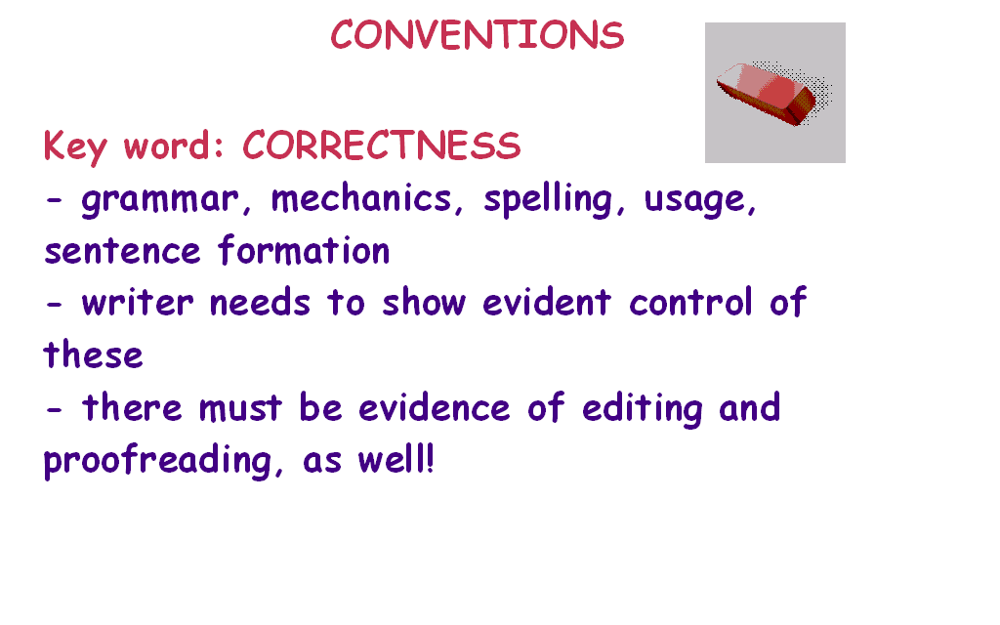 CONVENTIONS
Key word: CORRECTNESS
- grammar, mechanics, spelling, usage,
sentence formation
- writer needs to show evident control of
these
- there must be evidence of editing and
proofreading, as well!